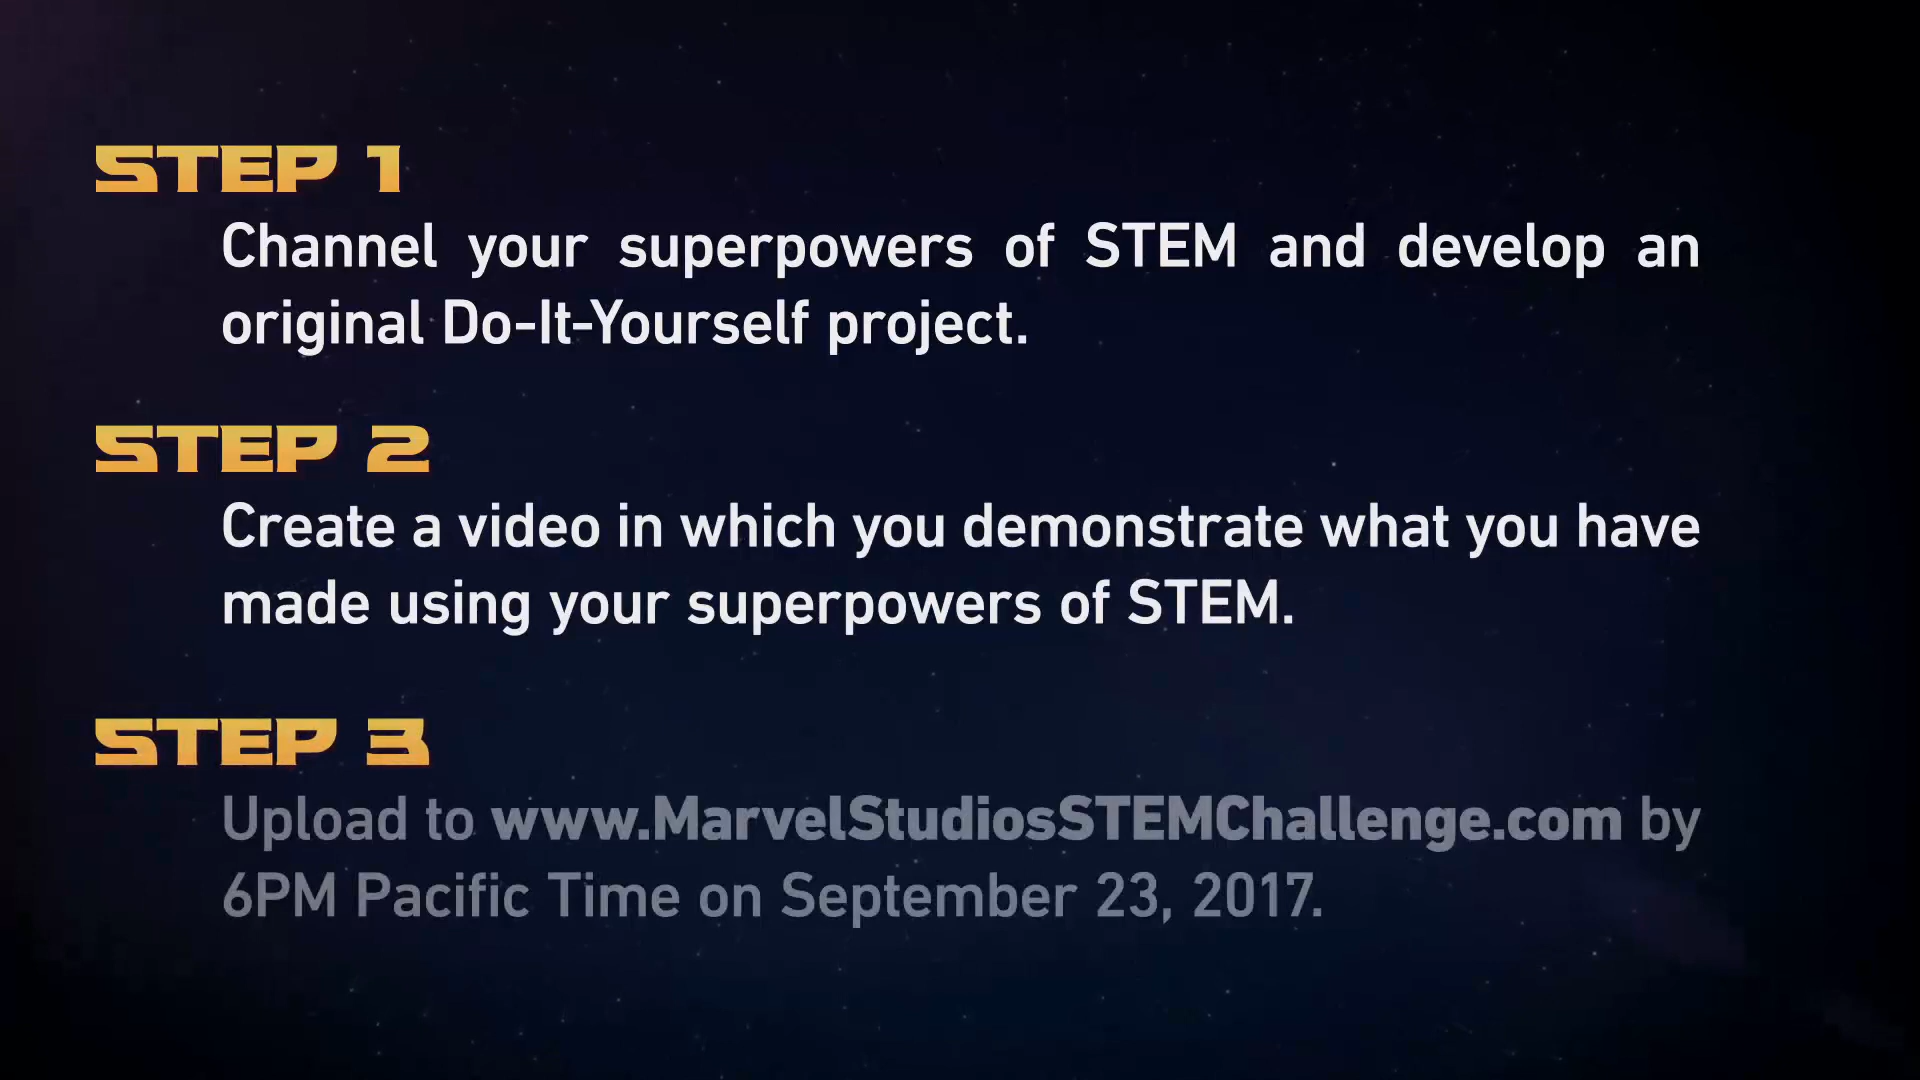 STEP 1
Channel your superpowers of STEM and develop an
original Do-It-Yourself project.
STEP 2
Create a video in which you demonstrate what you have
made using your superpowers of STEM.
STEP 3
Upload to www.MarvelStudiosSTEMChallenge.com by
6PM Pacific Time on September 23, 2017.